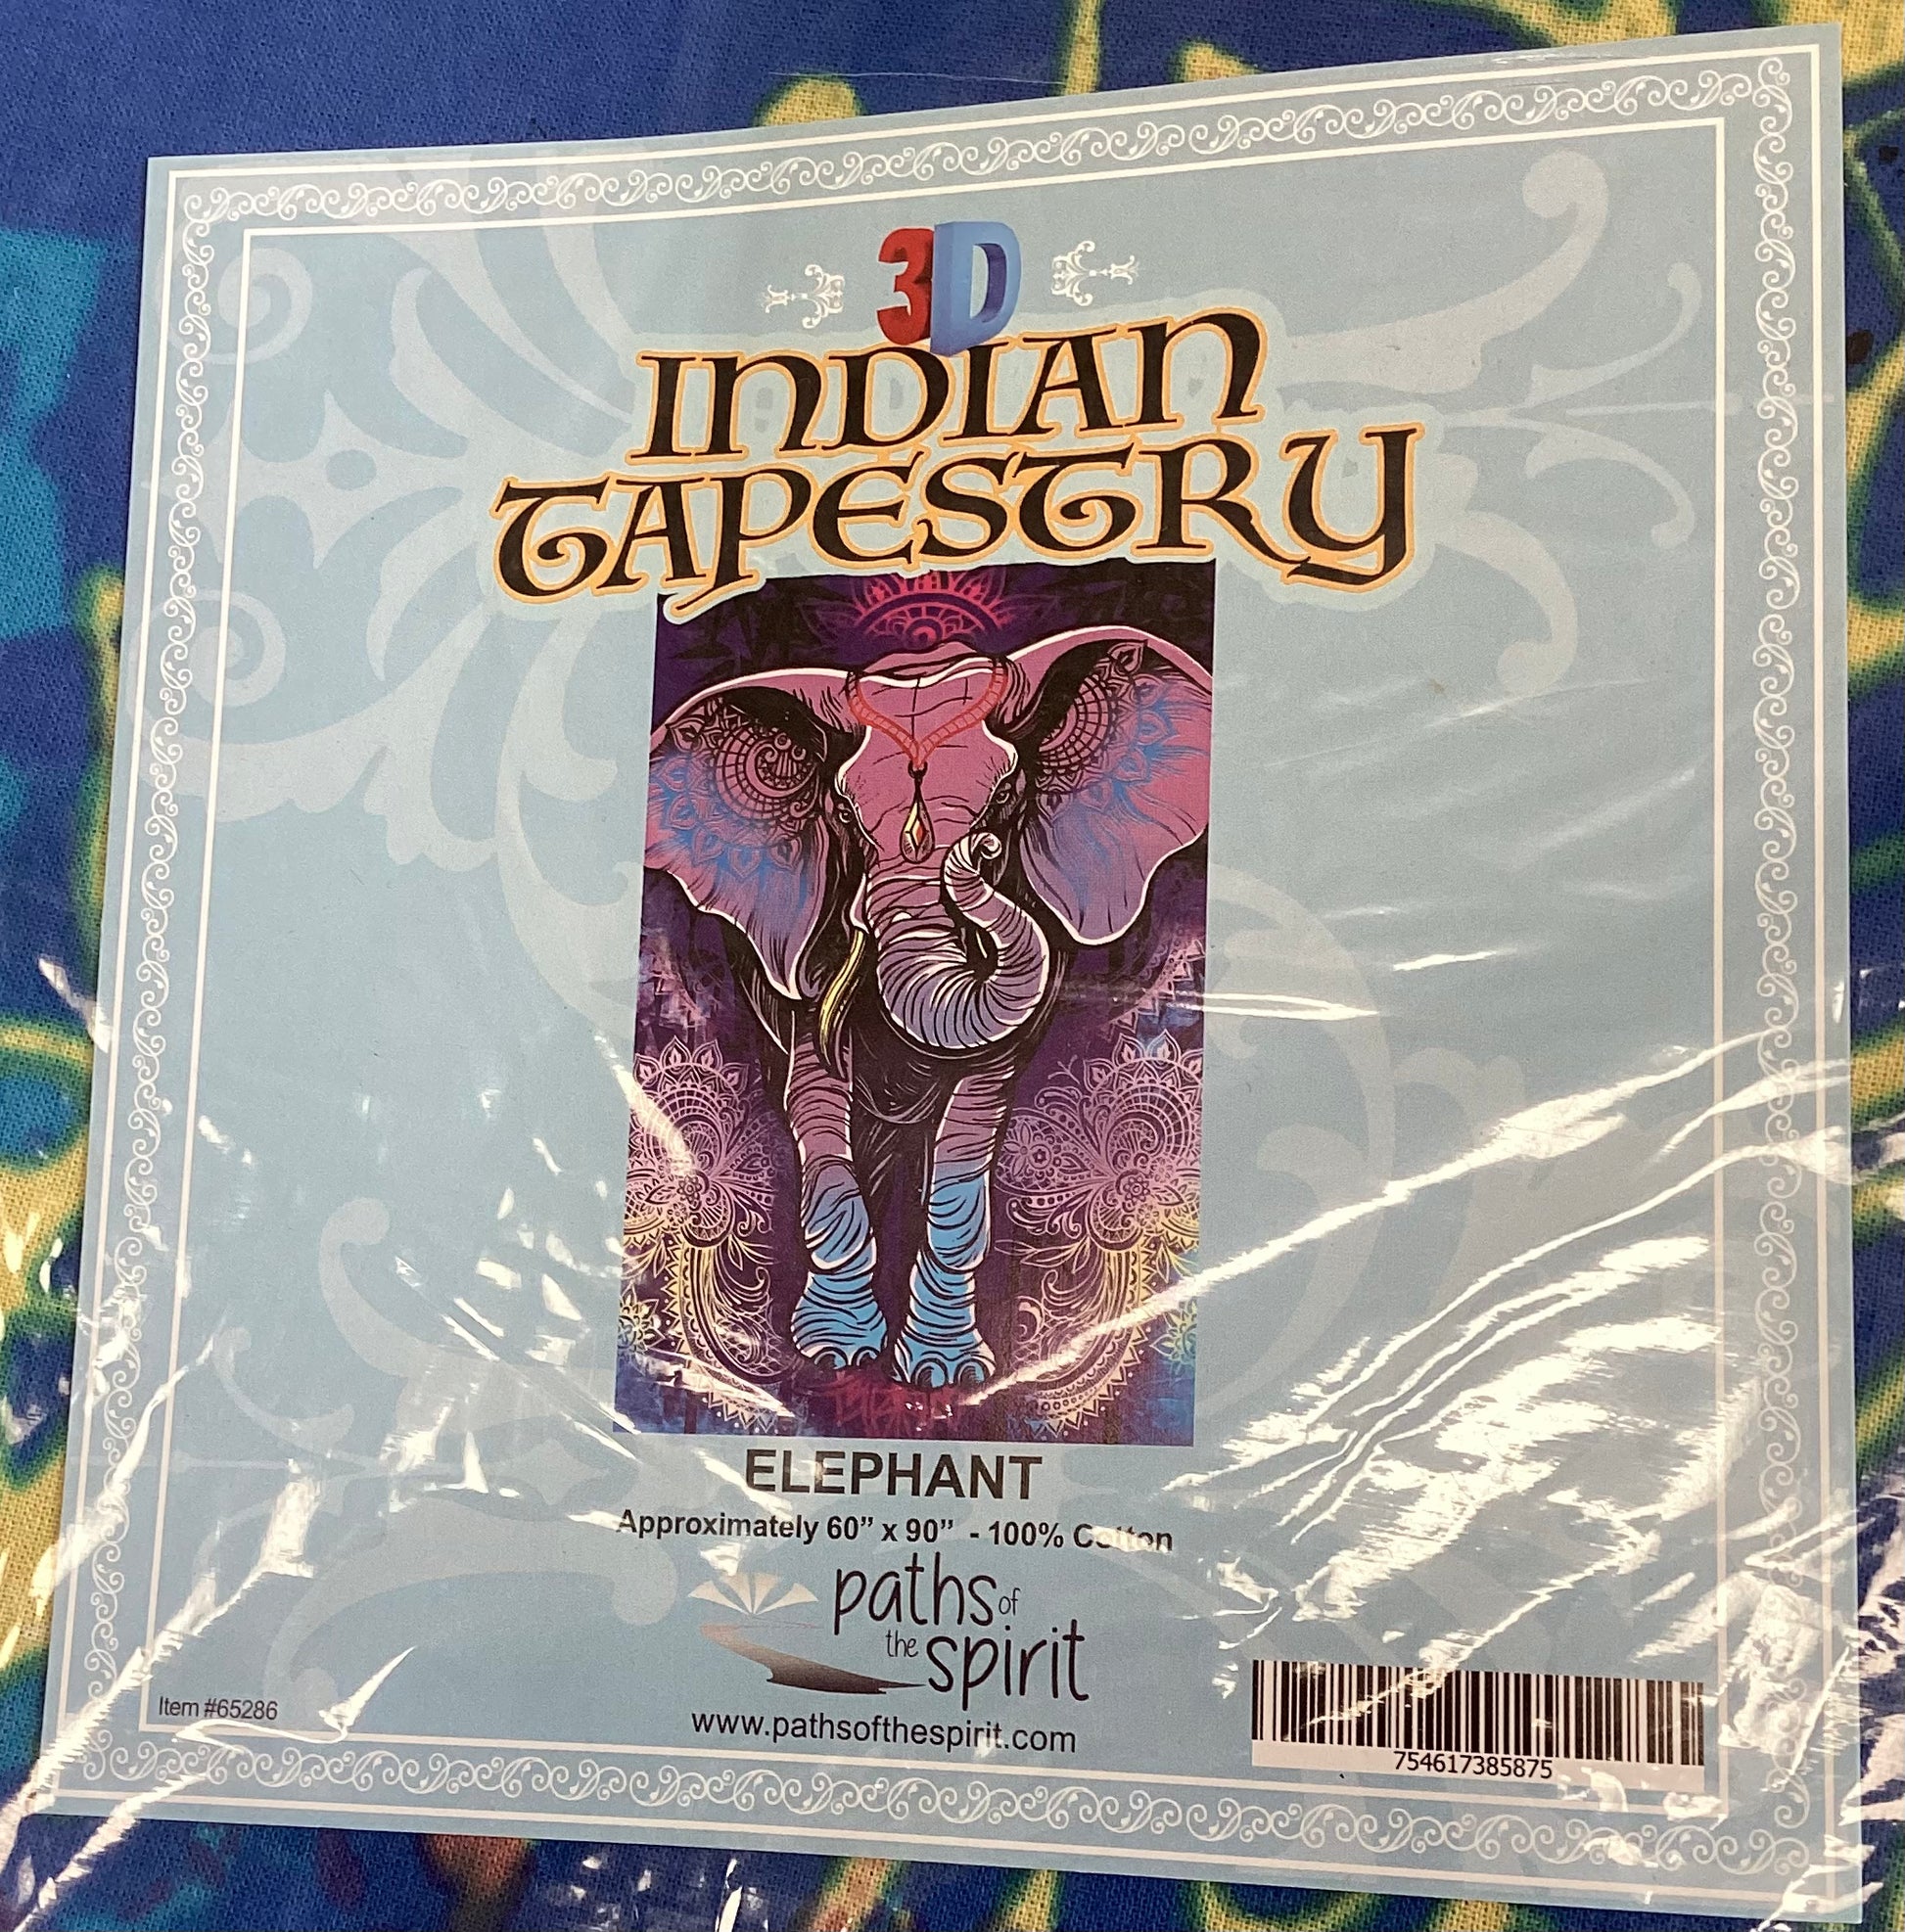 3D
INDIAN
TAPESTRY
ELEPHANT
Approximately 60” x 90” - 100% Cotton
paths of
the spirit
Item #65286
www.pathsofthespirit.com
754617385875